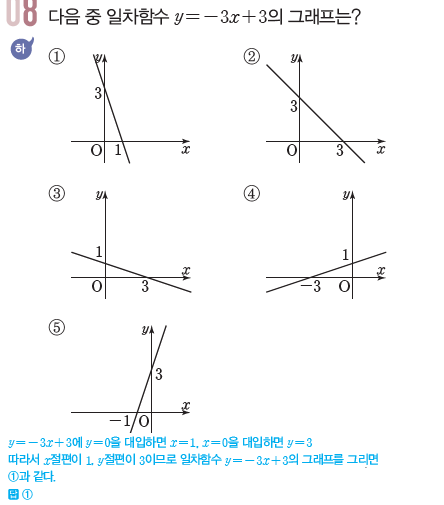 08 다음 중 일차함수 y=-3x+3의 그래프는?
하
① y 3 O 1 x
② y 3 O 3 x
③ y 1 O 3 x
④ y 1 -3 O x
⑤ y 3 -1 O x
y=-3x+3에 y=0을 대입하면 x=1, x=0을 대입하면 y=3
따라서 x절편이 1, y절편이 3이므로 일차함수 y=-3x+3의 그래프를 그리면
①과 같다.
답 ①